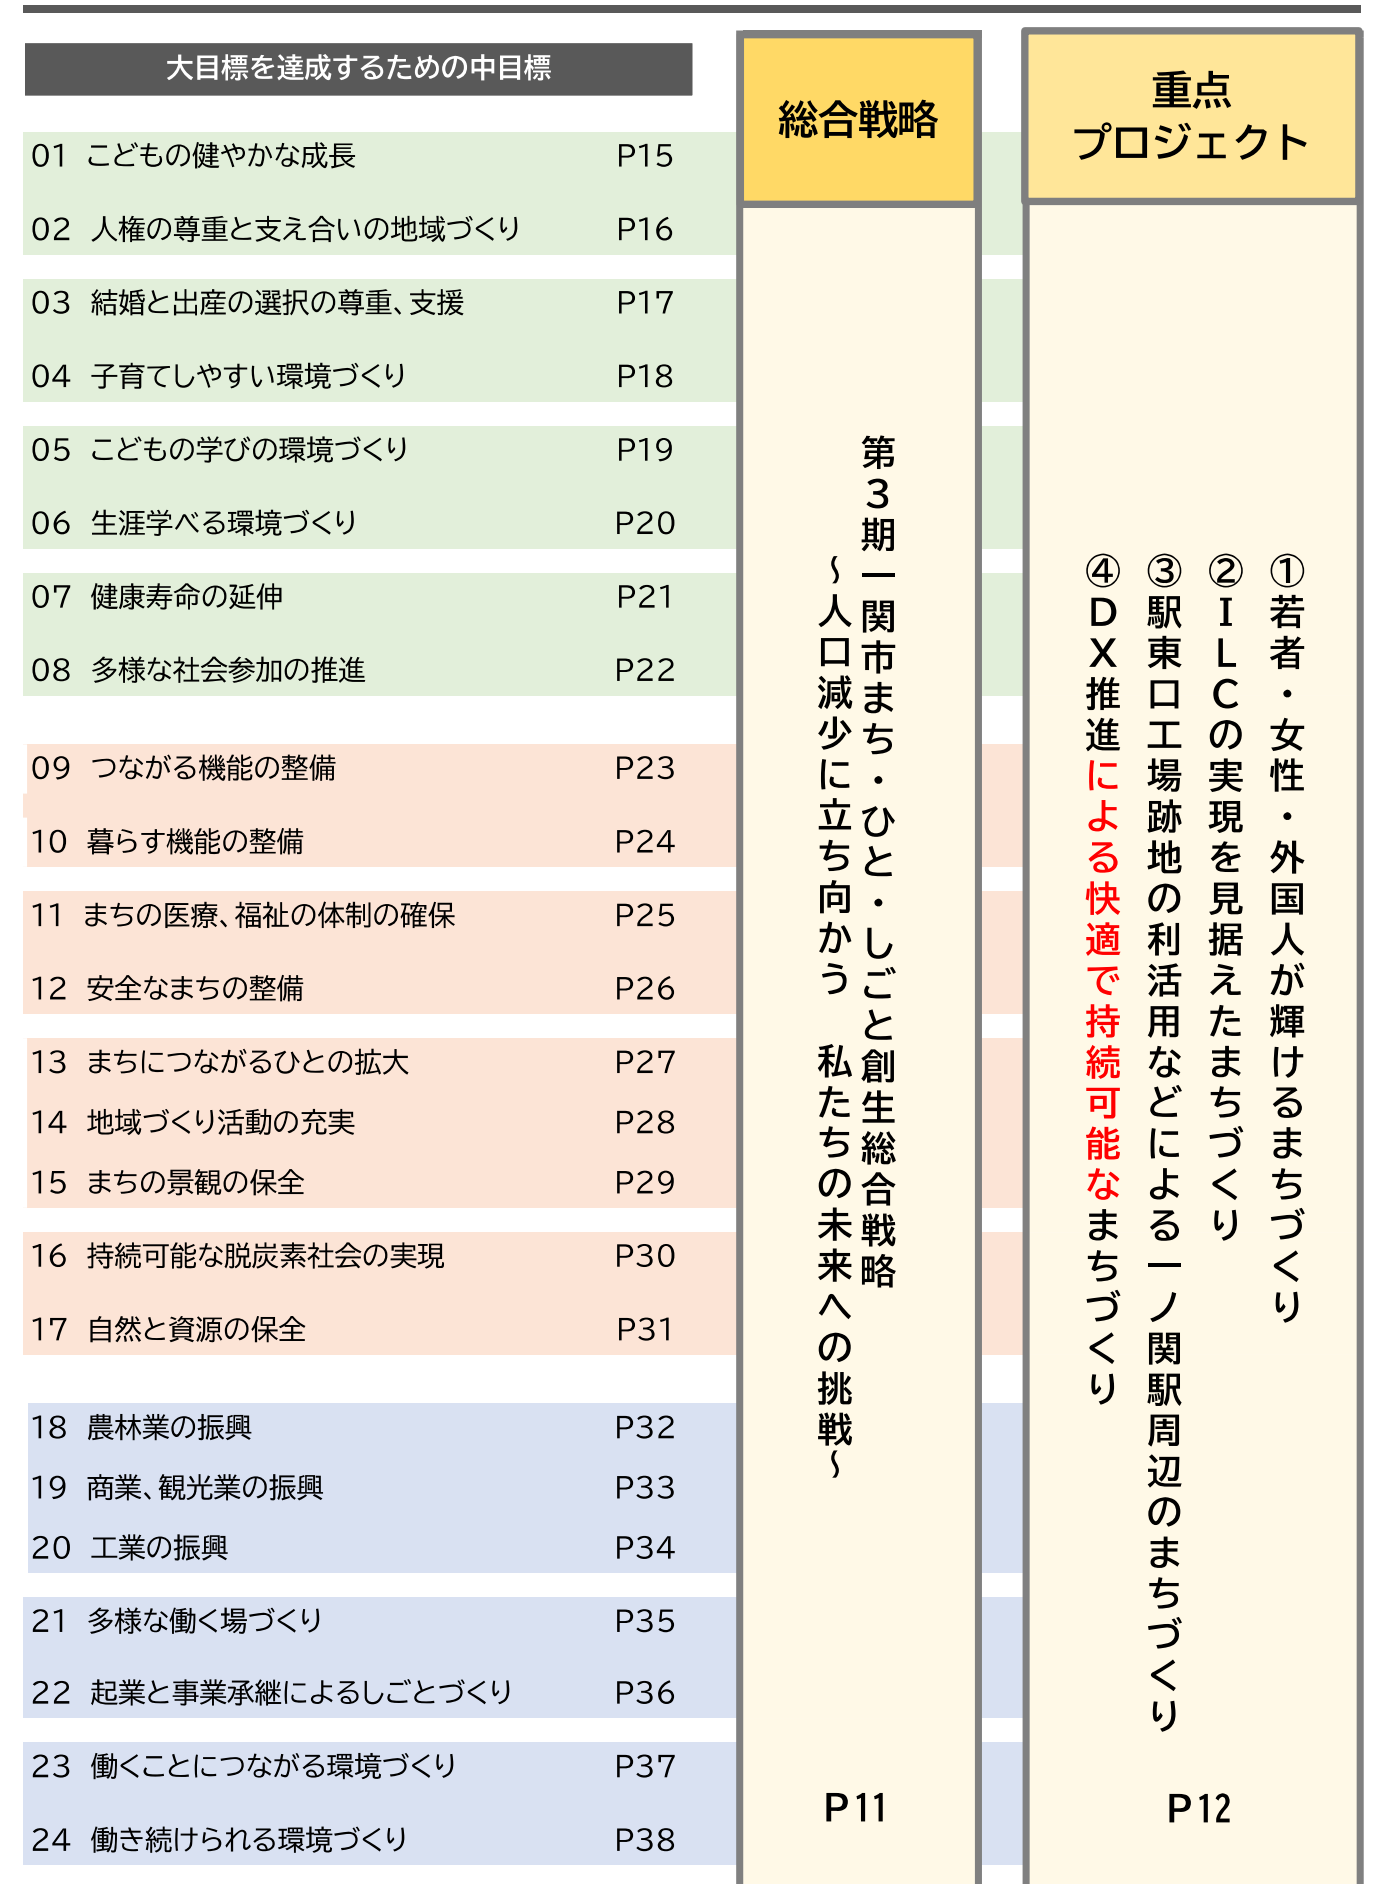 大目標を達成するための中目標
01 こどもの健やかな成長 P15
02 人権の尊重と支え合いの地域づくり P16
03 結婚と出産の選択の尊重、支援 P17
04 子育てしやすい環境づくり P18
05 こどもの学びの環境づくり P19
06 生涯学べる環境づくり P20
07 健康寿命の延伸 P21
08 多様な社会参加の推進 P22
09 つながる機能の整備 P23
10 暮らす機能の整備 P24
11 まちの医療、福祉の体制の確保 P25
12 安全なまちの整備 P26
13 まちにつながるひとの拡大 P27
14 地域づくり活動の充実 P28
15 まちの景観の保全 P29
16 持続可能な脱炭素社会の実現 P30
17 自然と資源の保全 P31
18 農林業の振興 P32
19 商業、観光業の振興 P33
20 工業の振興 P34
21 多様な働く場づくり P35
22 起業と事業承継によるしごとづくり P36
23 働くことにつながる環境づくり P37
24 働き続けられる環境づくり P38
総合戦略
第3期一関市まち・ひと・しごと創生総合戦略
～人口減少に立ち向かう 私たちの未来への挑戦～
P11
重点
プロジェクト
①若者・女性・外国人が輝けるまちづくり
②ILCの実現を見据えたまちづくり
③駅東口工場跡地の利活用などによる一ノ関駅周辺のまちづくり
④DX推進による快適で持続可能なまちづくり
P12